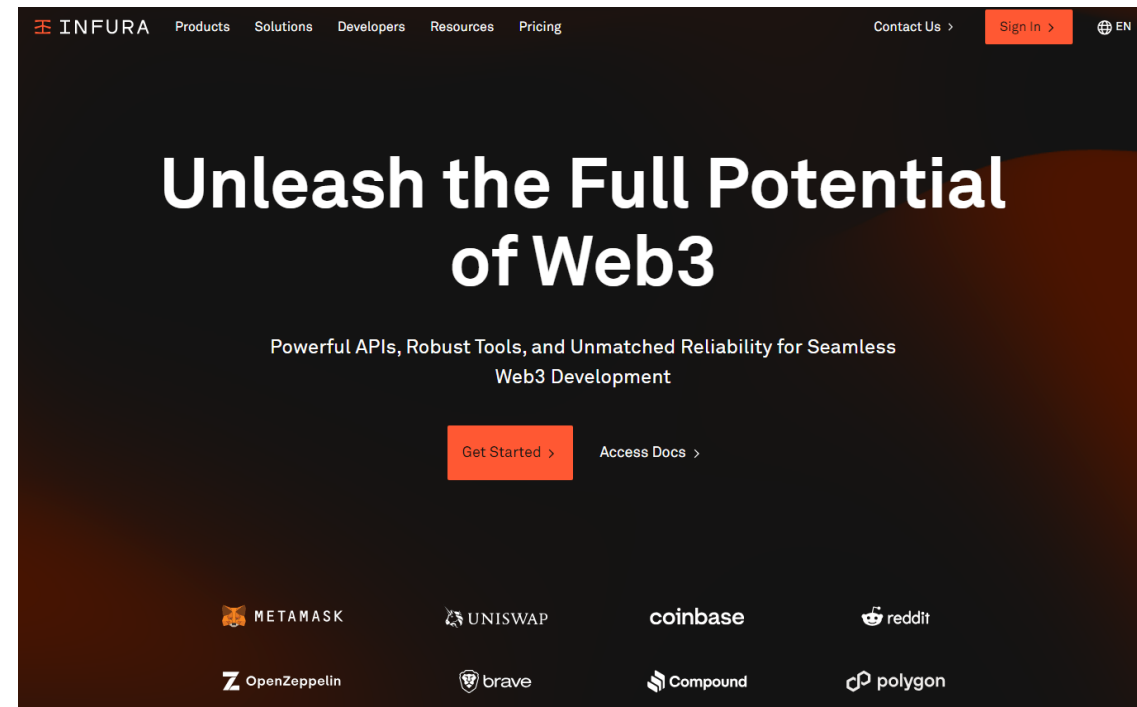 INFURA Products Solutions Developers Resources Pricing Contact Us > Sign In > EN
Unleash the Full Potential
of Web3
Powerful APIs, Robust Tools, and Unmatched Reliability for Seamless
Web3 Development
Get Started > Access Docs >
METAMASK UNISWAP coinbase reddit
OpenZeppelin brave Compound polygon